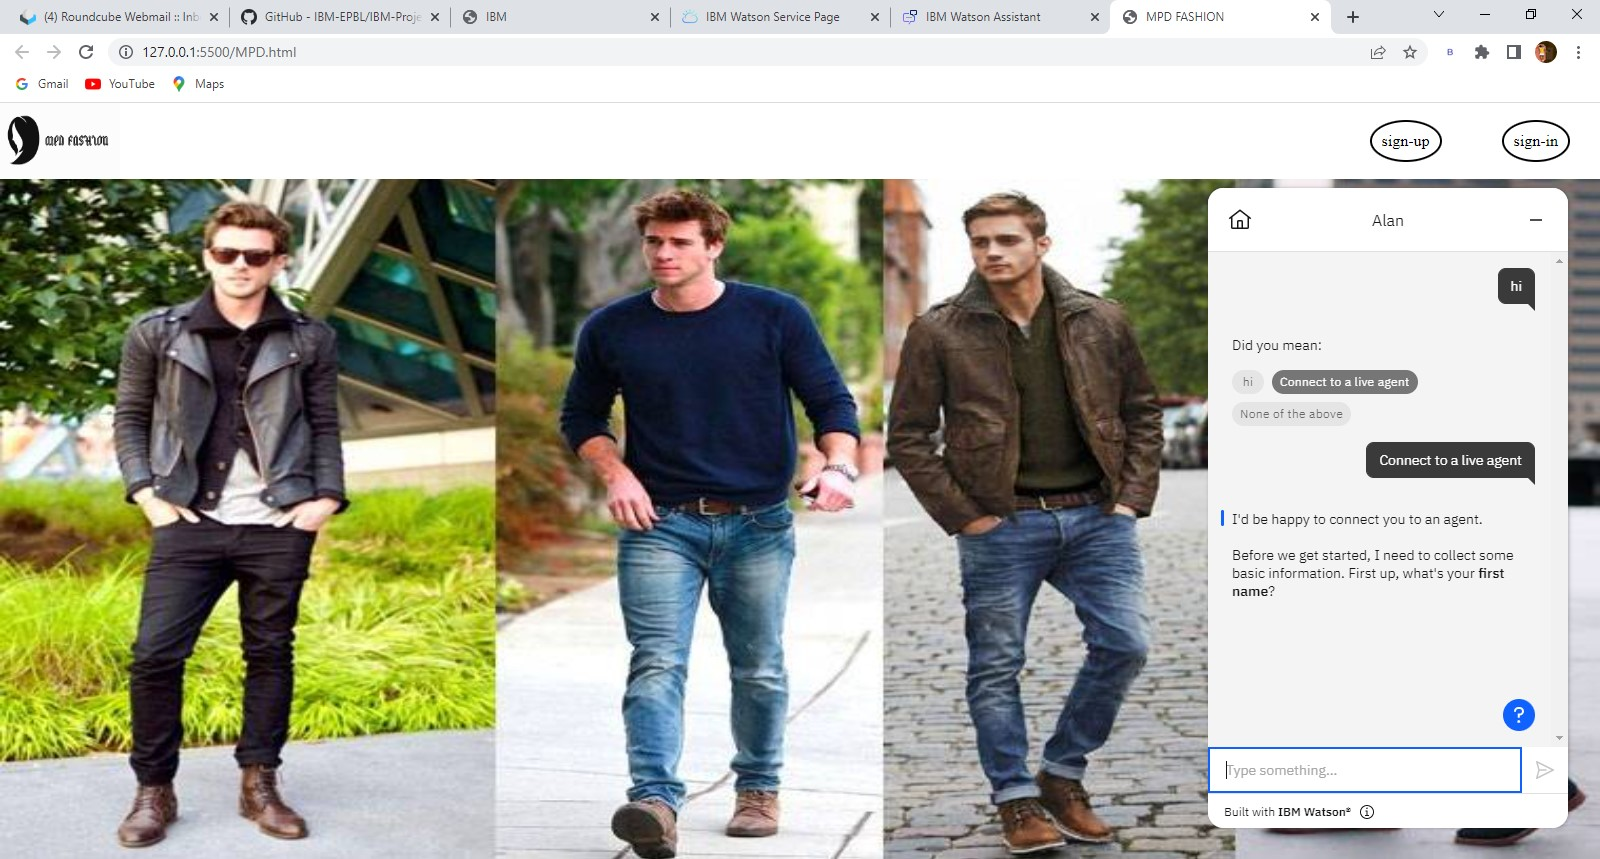 (4) Roundcube Webmail :: Inb
GitHub - IBM-EPBL/IBM-Proje
IBM
IBM Watson Service Page
IBM Watson Assistant
MPD FASHION
127.0.0.1:5500/MPD.html
B
Gmail
YouTube
Maps
MPD FASHION
sign-up
sign-in
Alan
hi
Did you mean:
hi
Connect to a live agent
None of the above
Connect to a live agent
I'd be happy to connect you to an agent.
Before we get started, I need to collect some
basic information. First up, what's your first
name?
?
Type something...
Built with IBM Watson®